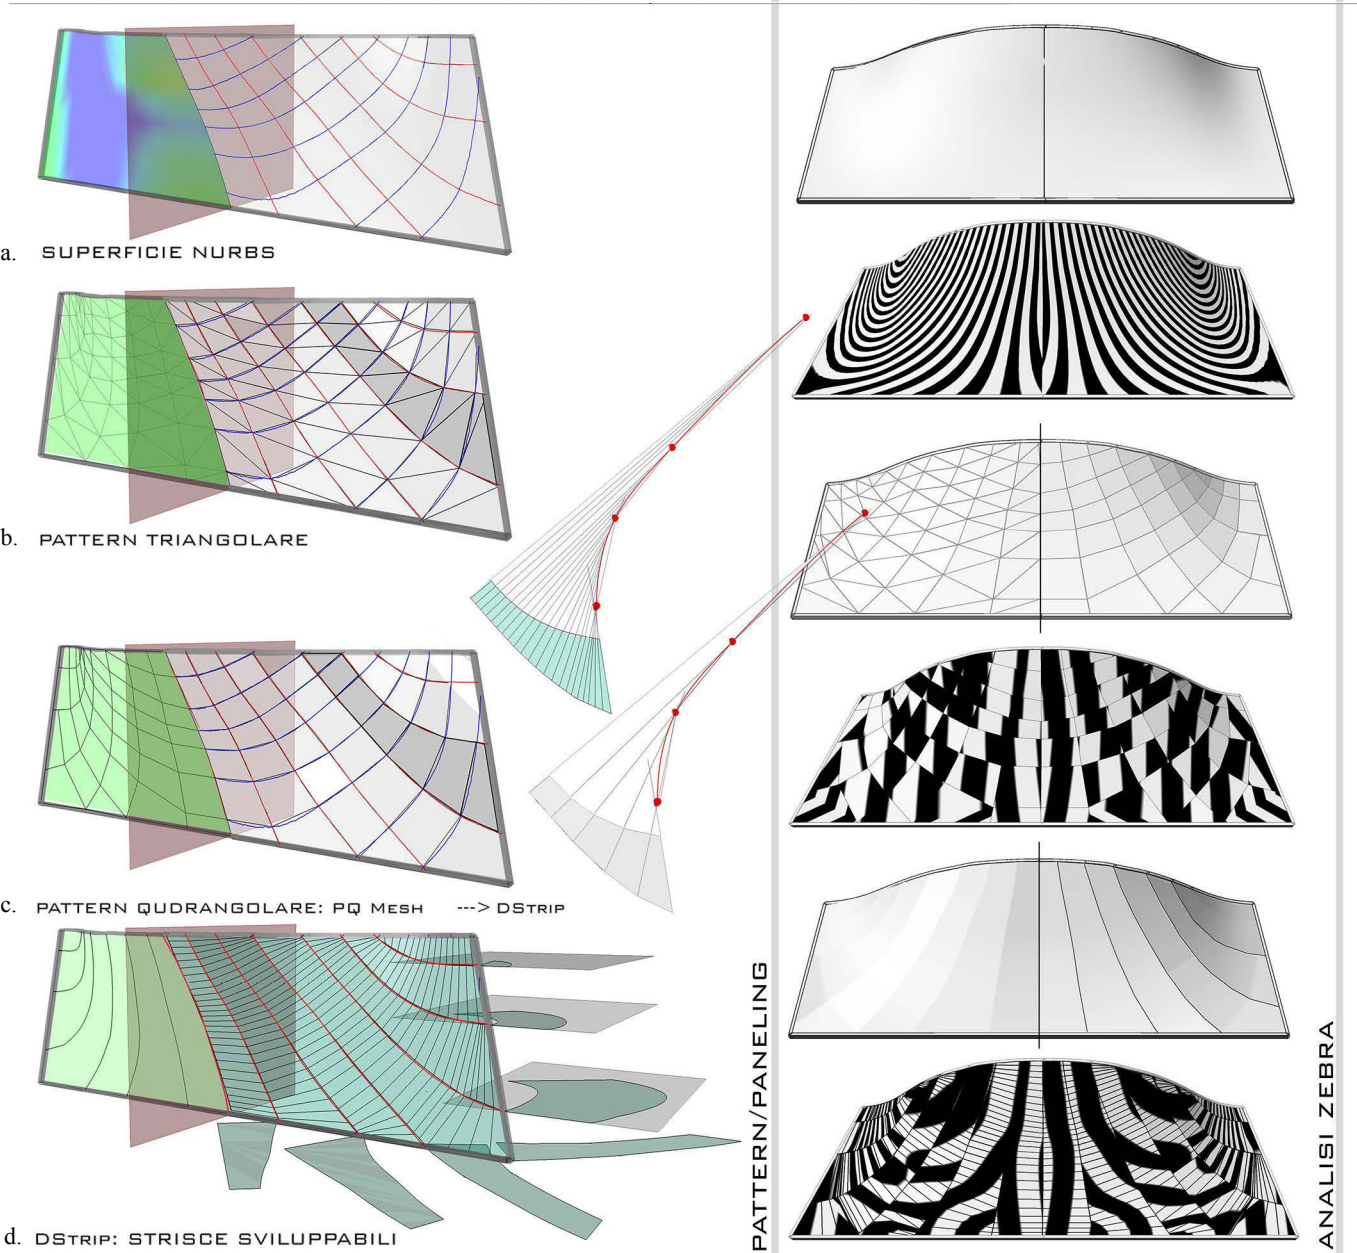 a. SUPERFICIE NURBS
b. PATTERN TRIANGOLARE
c. PATTERN QUDRANGOLARE: PQ MESH ---> DSTRIP
d. DSTRIP: STRISCE SVILUPPABILI
PATTERN/PANELING
ANALISI ZEBRA